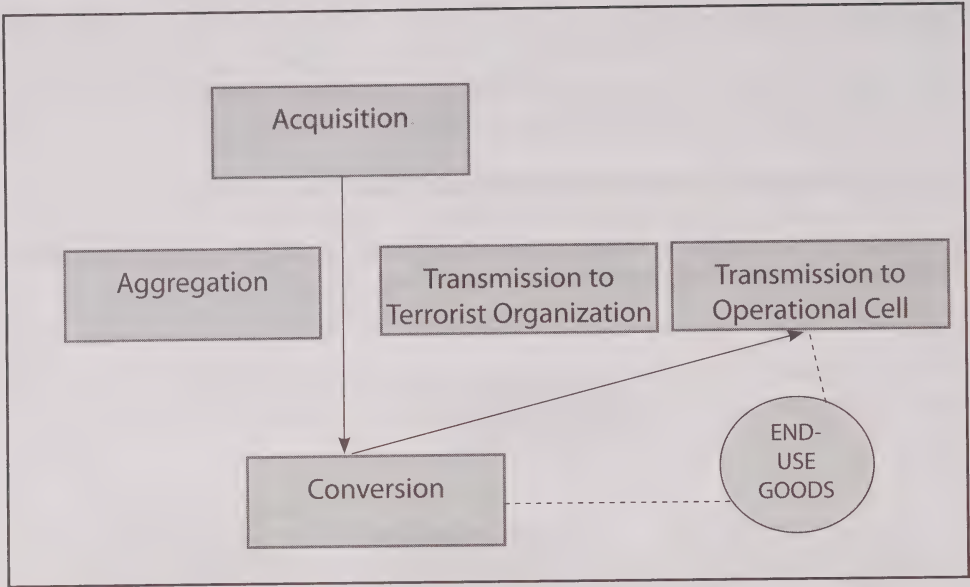 Acquisition
Aggregation
Transmission to
Terrorist Organization
Transmission to
Operational Cell
Conversion
END-
USE
GOODS